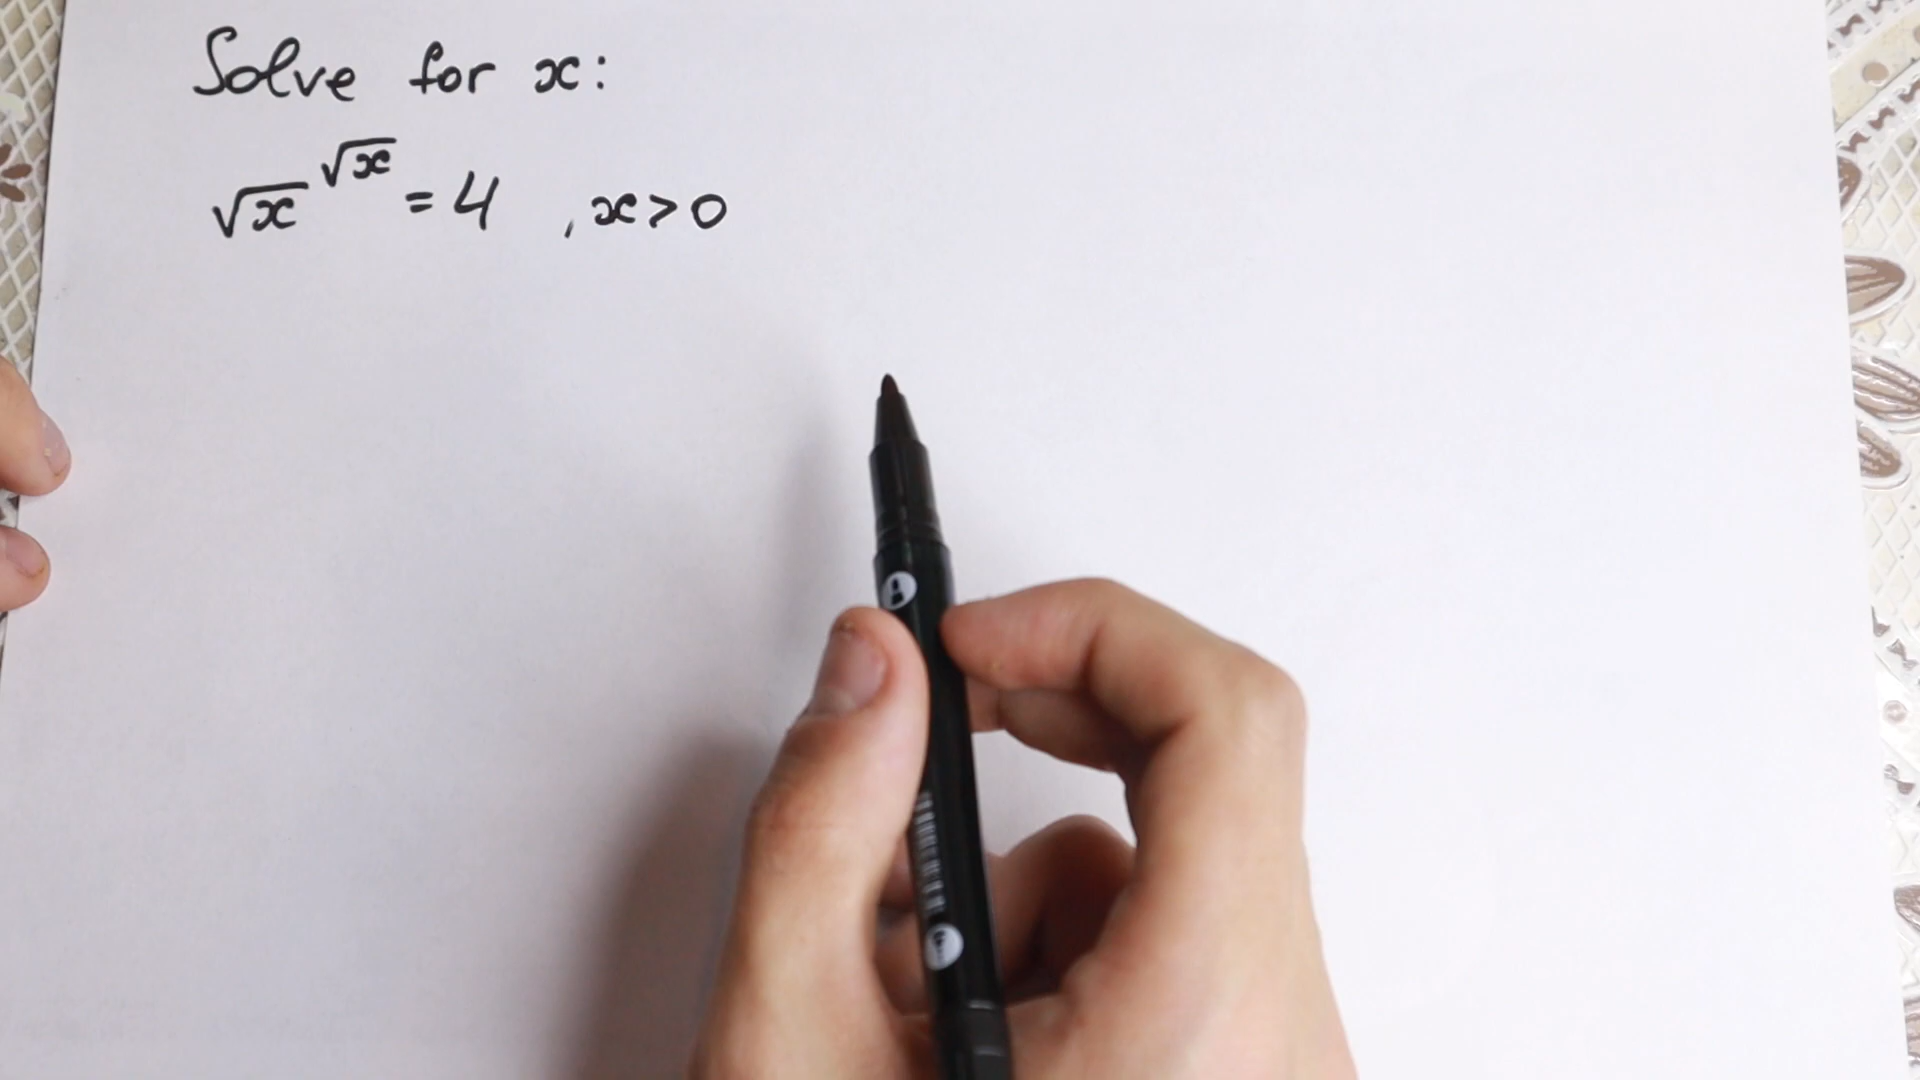 Solve for x:
√x^√x = 4 , x > 0